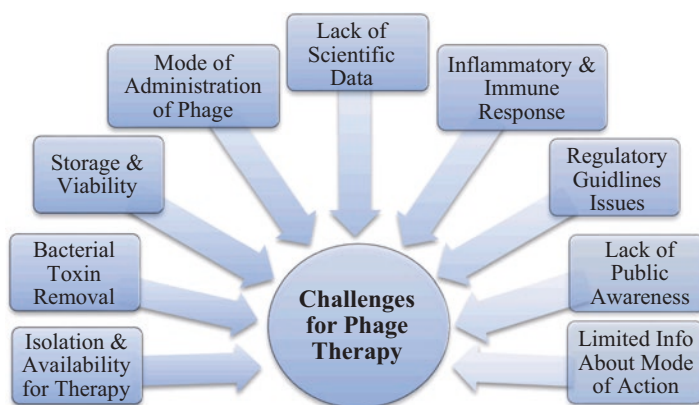 Lack of
Scientific
Data
Mode of
Administration
of Phage
Inflammatory &
Immune
Response
Storage &
Viability
Regulatory
Guidlines
Issues
Bacterial
Toxin
Removal
Lack of
Public
Awareness
Challenges
for Phage
Therapy
Isolation &
Availability
for Therapy
Limited Info
About Mode
of Action